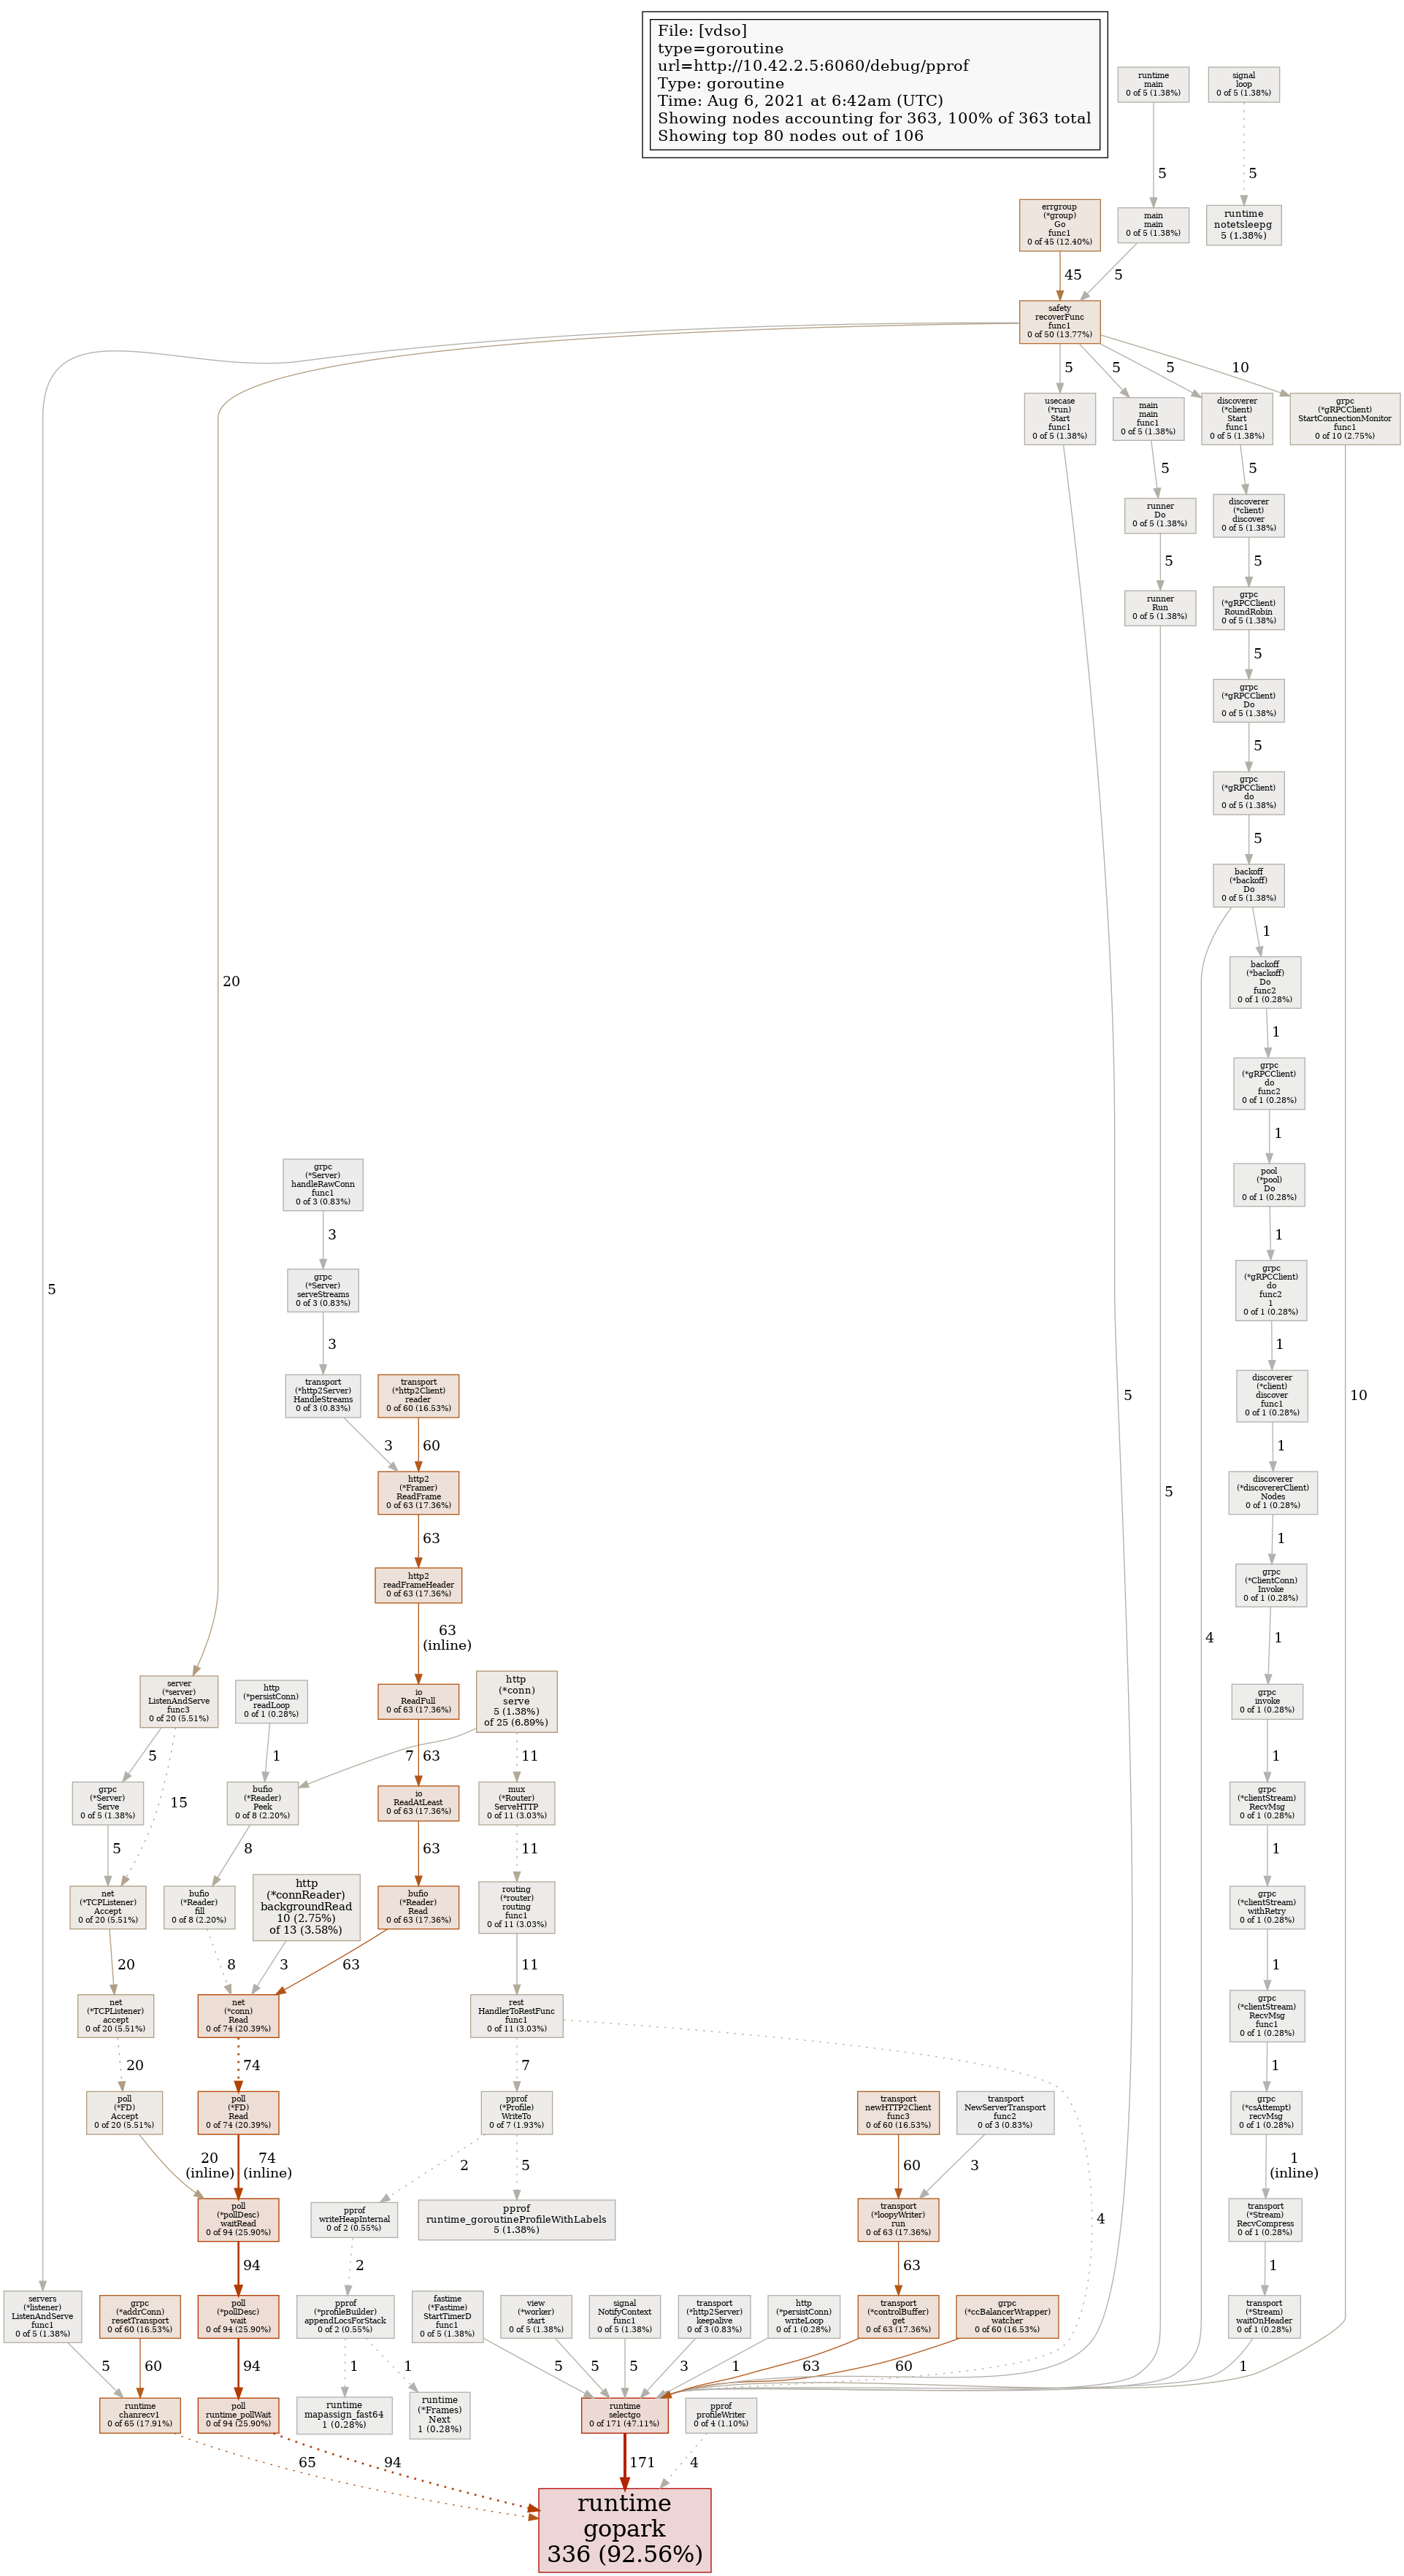 File: [vdso]
type=goroutine
url=http://10.42.2.5:6060/debug/pprof
Type: goroutine
Time: Aug 6, 2021 at 6:42am (UTC)
Showing nodes accounting for 363, 100% of 363 total
Showing top 80 nodes out of 106
runtime
main
0 of 5 (1.38%)
signal
loop
0 of 5 (1.38%)
5
5
errgroup
(*group)
Go
func1
0 of 45 (12.40%)
main
main
0 of 5 (1.38%)
runtime
notetsleepg
5 (1.38%)
45
5
safety
recoverFunc
func1
0 of 50 (13.77%)
5
5
5
10
usecase
(*run)
Start
func1
0 of 5 (1.38%)
main
main
func1
0 of 5 (1.38%)
discoverer
(*client)
Start
func1
0 of 5 (1.38%)
grpc
(*gRPCClient)
StartConnectionMonitor
func1
0 of 10 (2.75%)
5
5
runner
Do
0 of 5 (1.38%)
discoverer
(*client)
discover
0 of 5 (1.38%)
5
5
runner
Run
0 of 5 (1.38%)
grpc
(*gRPCClient)
RoundRobin
0 of 5 (1.38%)
5
grpc
(*gRPCClient)
Do
0 of 5 (1.38%)
5
grpc
(*gRPCClient)
do
0 of 5 (1.38%)
5
backoff
(*backoff)
Do
0 of 5 (1.38%)
1
20
backoff
(*backoff)
Do
func2
0 of 1 (0.28%)
1
grpc
(*gRPCClient)
do
func2
0 of 1 (0.28%)
1
grpc
(*Server)
handleRawConn
func1
0 of 3 (0.83%)
pool
(*pool)
Do
0 of 1 (0.28%)
3
1
5
grpc
(*Server)
serveStreams
0 of 3 (0.83%)
grpc
(*gRPCClient)
do
func2
1
0 of 1 (0.28%)
3
1
transport
(*http2Server)
HandleStreams
0 of 3 (0.83%)
transport
(*http2Client)
reader
0 of 60 (16.53%)
5
discoverer
(*client)
discover
func1
0 of 1 (0.28%)
10
3
60
1
http2
(*Framer)
ReadFrame
0 of 63 (17.36%)
5
discoverer
(*discovererClient)
Nodes
0 of 1 (0.28%)
63
1
http2
readFrameHeader
0 of 63 (17.36%)
grpc
(*ClientConn)
Invoke
0 of 1 (0.28%)
63
(inline)
4
1
server
(*server)
ListenAndServe
func3
0 of 20 (5.51%)
http
(*persistConn)
readLoop
0 of 1 (0.28%)
io
ReadFull
0 of 63 (17.36%)
http
(*conn)
serve
5 (1.38%)
of 25 (6.89%)
grpc
invoke
0 of 1 (0.28%)
5
1
7
63
11
1
15
grpc
(*Server)
Serve
0 of 5 (1.38%)
bufio
(*Reader)
Peek
0 of 8 (2.20%)
io
ReadAtLeast
0 of 63 (17.36%)
mux
(*Router)
ServeHTTP
0 of 11 (3.03%)
grpc
(*clientStream)
RecvMsg
0 of 1 (0.28%)
5
8
63
11
1
net
(*TCPListener)
Accept
0 of 20 (5.51%)
bufio
(*Reader)
fill
0 of 8 (2.20%)
http
(*connReader)
backgroundRead
10 (2.75%)
of 13 (3.58%)
bufio
(*Reader)
Read
0 of 63 (17.36%)
routing
(*router)
routing
func1
0 of 11 (3.03%)
grpc
(*clientStream)
withRetry
0 of 1 (0.28%)
20
8
3
63
11
1
net
(*TCPListener)
accept
0 of 20 (5.51%)
net
(*conn)
Read
0 of 74 (20.39%)
rest
HandlerToRestFunc
func1
0 of 11 (3.03%)
grpc
(*clientStream)
RecvMsg
func1
0 of 1 (0.28%)
20
74
7
1
poll
(*FD)
Accept
0 of 20 (5.51%)
poll
(*FD)
Read
0 of 74 (20.39%)
pprof
(*Profile)
WriteTo
0 of 7 (1.93%)
transport
newHTTP2Client
func3
0 of 60 (16.53%)
transport
NewServerTransport
func2
0 of 3 (0.83%)
4
grpc
(*csAttempt)
recvMsg
0 of 1 (0.28%)
20
(inline)
74
(inline)
2
5
60
3
1
(inline)
poll
(*pollDesc)
waitRead
0 of 94 (25.90%)
pprof
writeHeapInternal
0 of 2 (0.55%)
pprof
runtime_goroutineProfileWithLabels
5 (1.38%)
transport
(*loopyWriter)
run
0 of 63 (17.36%)
transport
(*Stream)
RecvCompress
0 of 1 (0.28%)
94
2
63
1
servers
(*listener)
ListenAndServe
func1
0 of 5 (1.38%)
grpc
(*addrConn)
resetTransport
0 of 60 (16.53%)
poll
(*pollDesc)
wait
0 of 94 (25.90%)
pprof
(*profileBuilder)
appendLocsForStack
0 of 2 (0.55%)
fastime
(*Fastime)
StartTimerD
func1
0 of 5 (1.38%)
view
(*worker)
start
0 of 5 (1.38%)
signal
NotifyContext
func1
0 of 5 (1.38%)
transport
(*http2Server)
keepalive
0 of 3 (0.83%)
http
(*persistConn)
writeLoop
0 of 1 (0.28%)
transport
(*controlBuffer)
get
0 of 63 (17.36%)
grpc
(*ccBalancerWrapper)
watcher
0 of 60 (16.53%)
transport
(*Stream)
waitOnHeader
0 of 1 (0.28%)
5
60
94
1
1
5
5
5
3
1
63
60
1
runtime
chanrecv1
0 of 65 (17.91%)
poll
runtime_pollWait
0 of 94 (25.90%)
runtime
mapassign_fast64
1 (0.28%)
runtime
(*Frames)
Next
1 (0.28%)
runtime
selectgo
0 of 171 (47.11%)
pprof
profileWriter
0 of 4 (1.10%)
65
94
171
4
runtime
gopark
336 (92.56%)